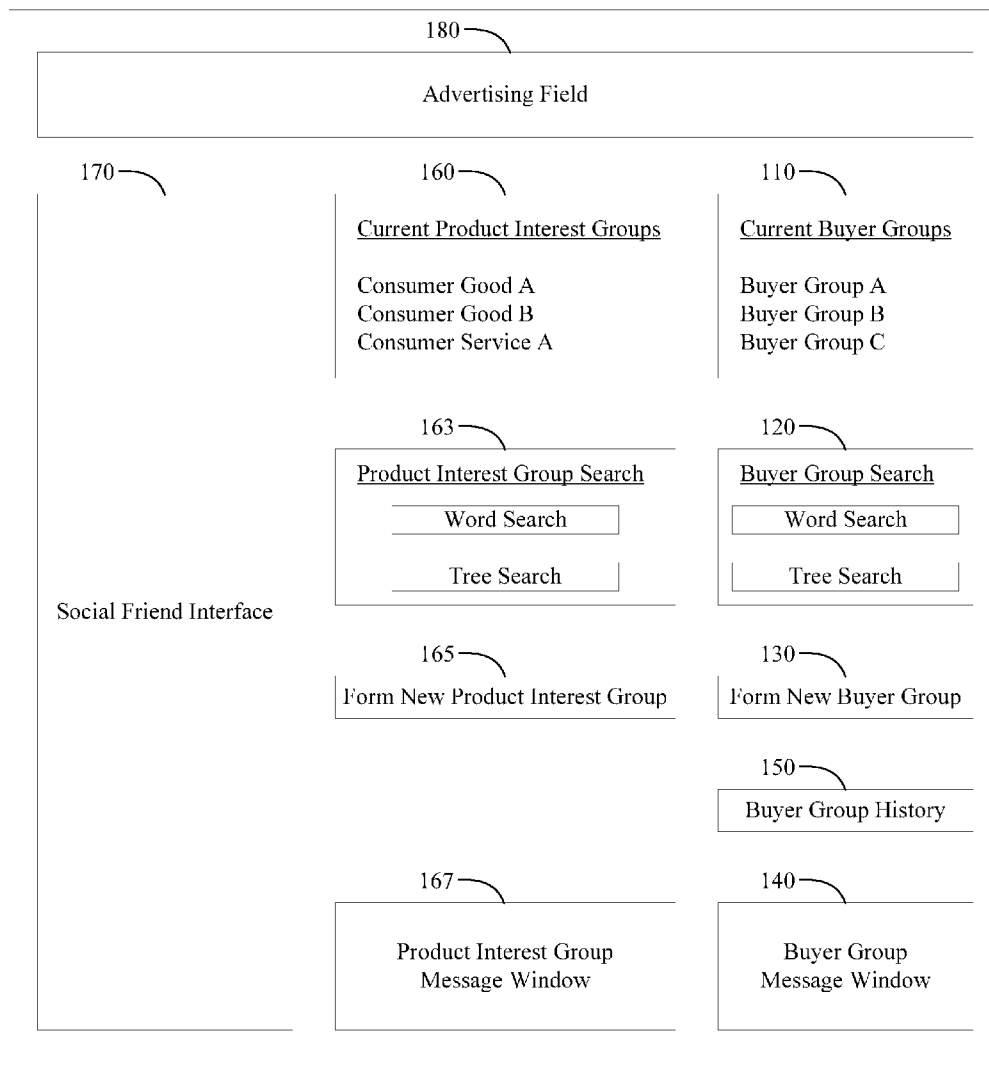 180
Advertising Field
170
160
110
Current Product Interest Groups
Consumer Good A
Consumer Good B
Consumer Service A
Current Buyer Groups
Buyer Group A
Buyer Group B
Buyer Group C
163
120
Product Interest Group Search
Word Search
Tree Search
Buyer Group Search
Word Search
Tree Search
Social Friend Interface
165
130
Form New Product Interest Group
Form New Buyer Group
150
Buyer Group History
167
140
Product Interest Group
Message Window
Buyer Group
Message Window